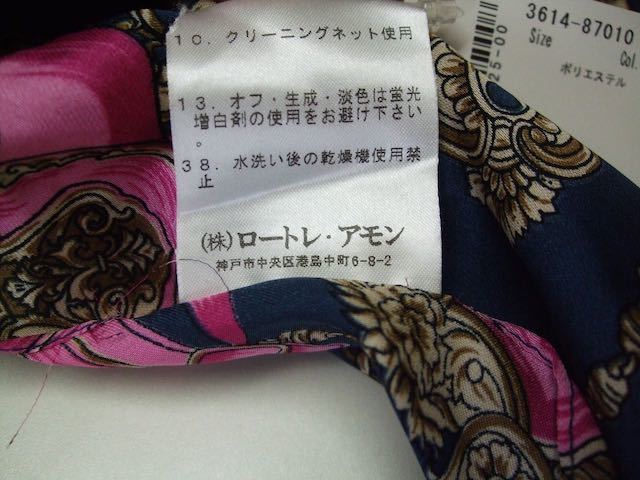 10. クリーニングネット使用
13. オフ・生成・淡色は蛍光
増白剤の使用をお避け下さい
。
38. 水洗い後の乾燥機使用禁
止
(株)ロートレ・アモン
神戸市中央区港島中町6-8-2
3614-87010
Size Col.
ポリエステル
25-00